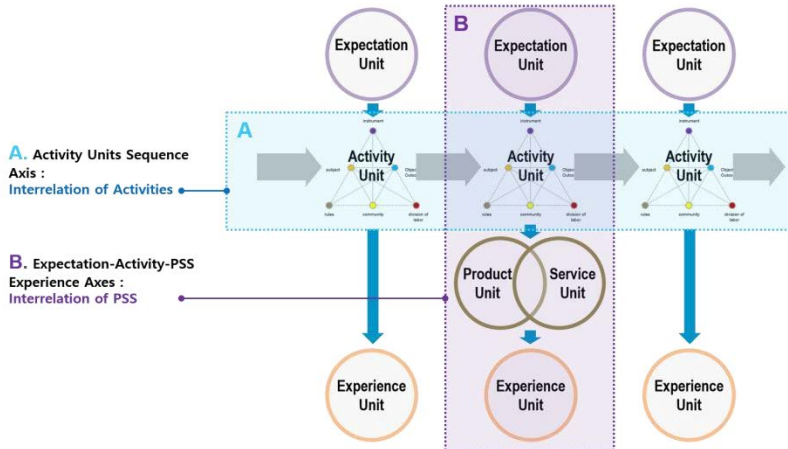 B
Expectation
Unit
Expectation
Unit
Expectation
Unit
A
A. Activity Units Sequence
Axis :
Interrelation of Activities
instrument
subject
Activity
Unit
Object
rules
community
division of
labor
instrument
subject
Activity
Unit
Object
rules
community
division of
labor
instrument
subject
Activity
Unit
Object
rules
community
division of
labor
B. Expectation-Activity-PSS
Experience Axes :
Interrelation of PSS
Product
Unit
Service
Unit
Experience
Unit
Experience
Unit
Experience
Unit